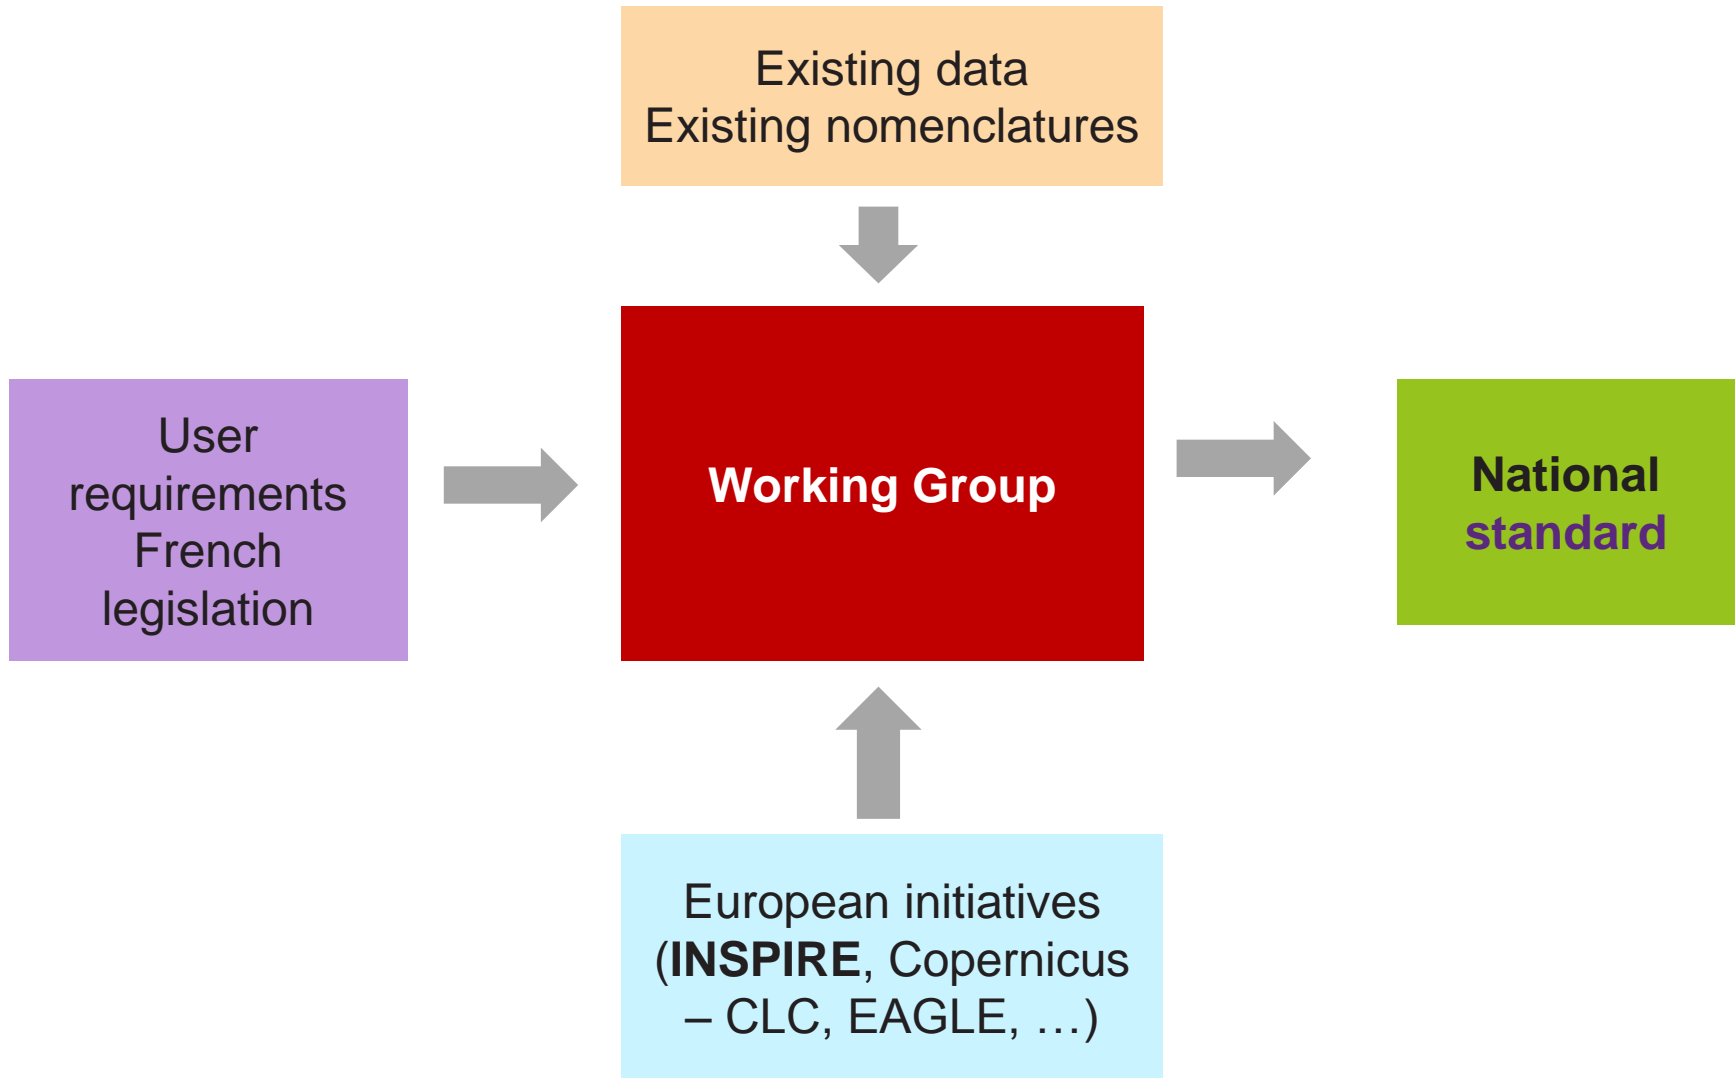 Existing data
Existing nomenclatures
User
requirements
French
legislation
Working Group
National
standard
European initiatives
(INSPIRE, Copernicus
– CLC, EAGLE, …)